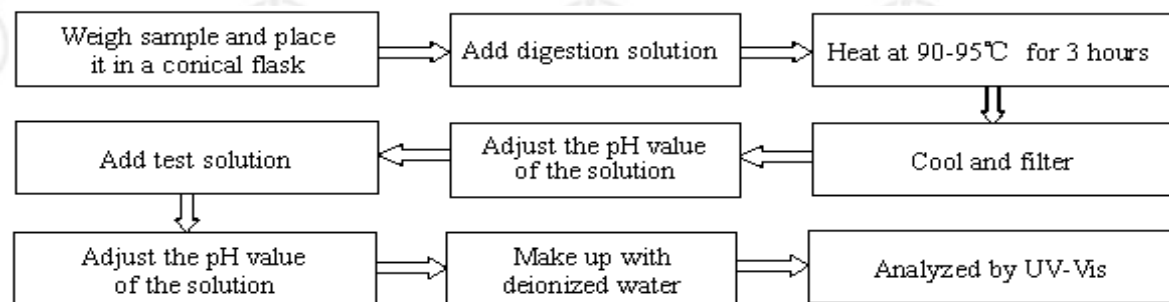 Weigh sample and place
it in a conical flask
Add digestion solution
Heat at 90-95℃ for 3 hours
Cool and filter
Adjust the pH value
of the solution
Add test solution
Adjust the pH value
of the solution
Make up with
deionized water
Analyzed by UV-Vis